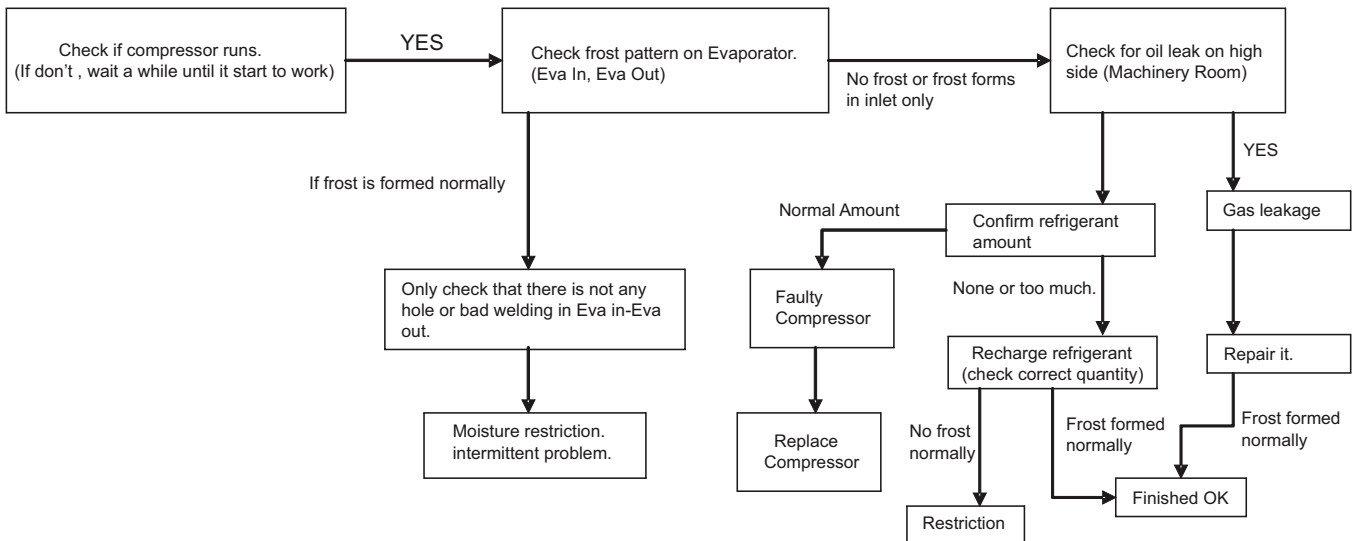 Check if compressor runs.
(If don't , wait a while until it start to work)
YES
Check frost pattern on Evaporator.
(Eva In, Eva Out)
No frost or frost forms
in inlet only
Check for oil leak on high
side (Machinery Room)
If frost is formed normally
YES
Normal Amount
Confirm refrigerant
amount
Gas leakage
Only check that there is not any
hole or bad welding in Eva in-Eva
out.
Faulty
Compressor
None or too much.
Recharge refrigerant
(check correct quantity)
Repair it.
Moisture restriction.
intermittent problem.
Replace
Compressor
No frost
normally
Frost formed
normally
Frost formed
normally
Restriction
Finished OK